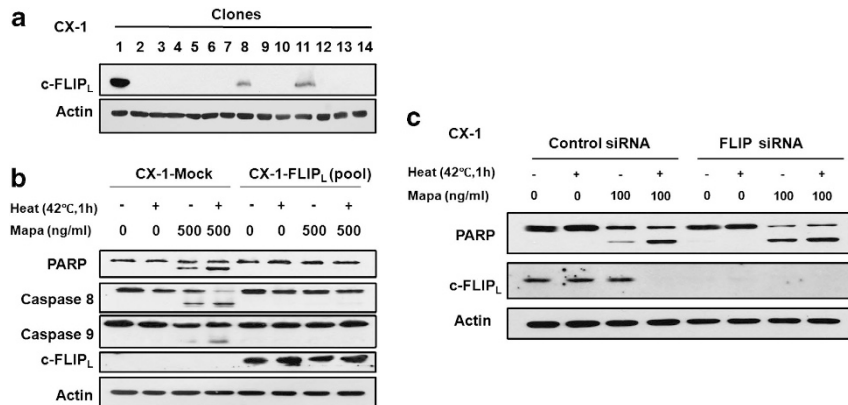 a
CX-1
Clones
1 2 3 4 5 6 7 8 9 10 11 12 13 14
c-FLIPL
Actin
b
CX-1-Mock CX-1-FLIPL (pool)
Heat (42℃,1h) - + - + - + - +
Mapa (ng/ml) 0 0 500 500 0 0 500 500
PARP
Caspase 8
Caspase 9
c-FLIPL
Actin
c
CX-1
Control siRNA FLIP siRNA
Heat (42℃,1h) - + - + - + - +
Mapa (ng/ml) 0 0 100 100 0 0 100 100
PARP
c-FLIPL
Actin